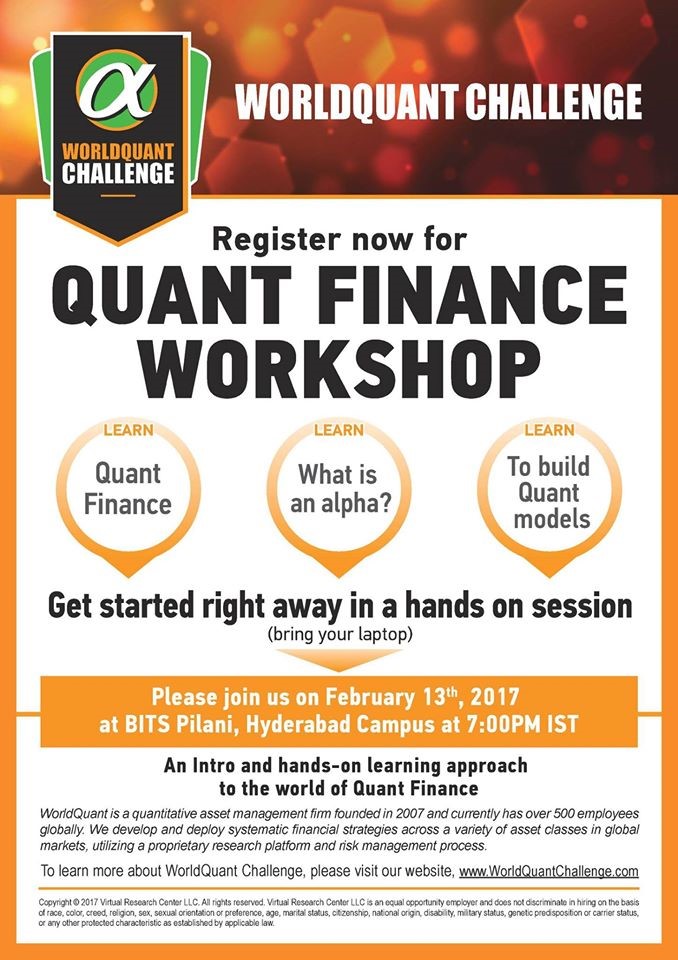 α
WORLDQUANT
CHALLENGE
WORLDQUANT CHALLENGE
Register now for
QUANT FINANCE
WORKSHOP
LEARN
Quant
Finance
LEARN
What is
an alpha?
LEARN
To build
Quant
models
Get started right away in a hands on session
(bring your laptop)
Please join us on February 13th, 2017
at BITS Pilani, Hyderabad Campus at 7:00PM IST
An Intro and hands-on learning approach
to the world of Quant Finance
WorldQuant is a quantitative asset management firm founded in 2007 and currently has over 500 employees
globally. We develop and deploy systematic financial strategies across a variety of asset classes in global
markets, utilizing a proprietary research platform and risk management process.
To learn more about WorldQuant Challenge, please visit our website, www.WorldQuantChallenge.com
Copyright © 2017 Virtual Research Center LLC. All rights reserved. Virtual Research Center LLC is an equal opportunity employer and does not discriminate in hiring on the basis
of race, color, creed, religion, sex, sexual orientation or preference, age, marital status, citizenship, national origin, disability, military status, genetic predisposition or carrier status,
or any other protected characteristic as established by applicable law.